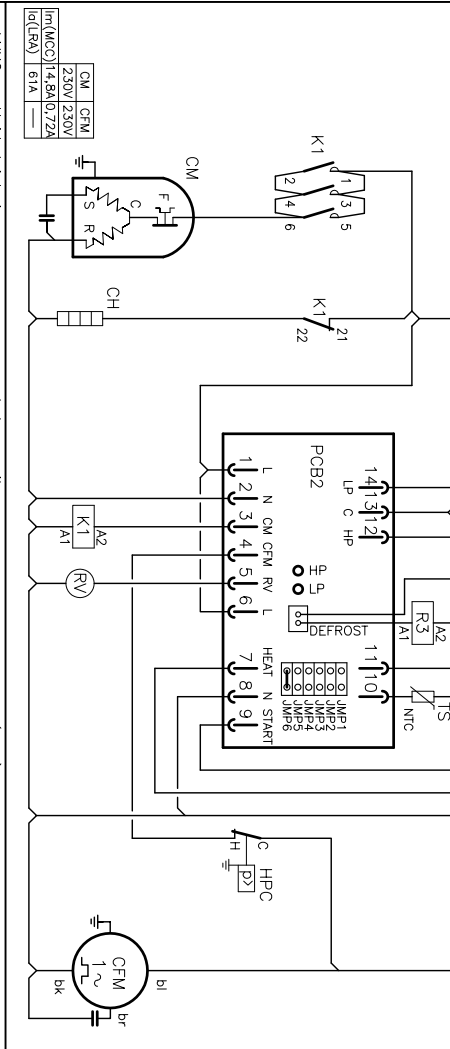 CM CFM
230V 230V
Im(MCC) 14,8A 0,72A
Ia(LRA) 61A —
K1
1 3 5
2 4 6
CM
F
C
S R
CH
K1
21
22
PCB2
14 13 12
LP C HP
11 10
TS
NTC
R3
A1 A2
HP
LP
DEFROST
JMP1
JMP2
JMP3
JMP4
JMP5
JMP6
1 2 3 4 5 6 7 8 9
L N CM CFM RV L HEAT N START
K1
A1 A2
RV
HPC
C
H
p>
CFM
1 ~
bl
bk
br